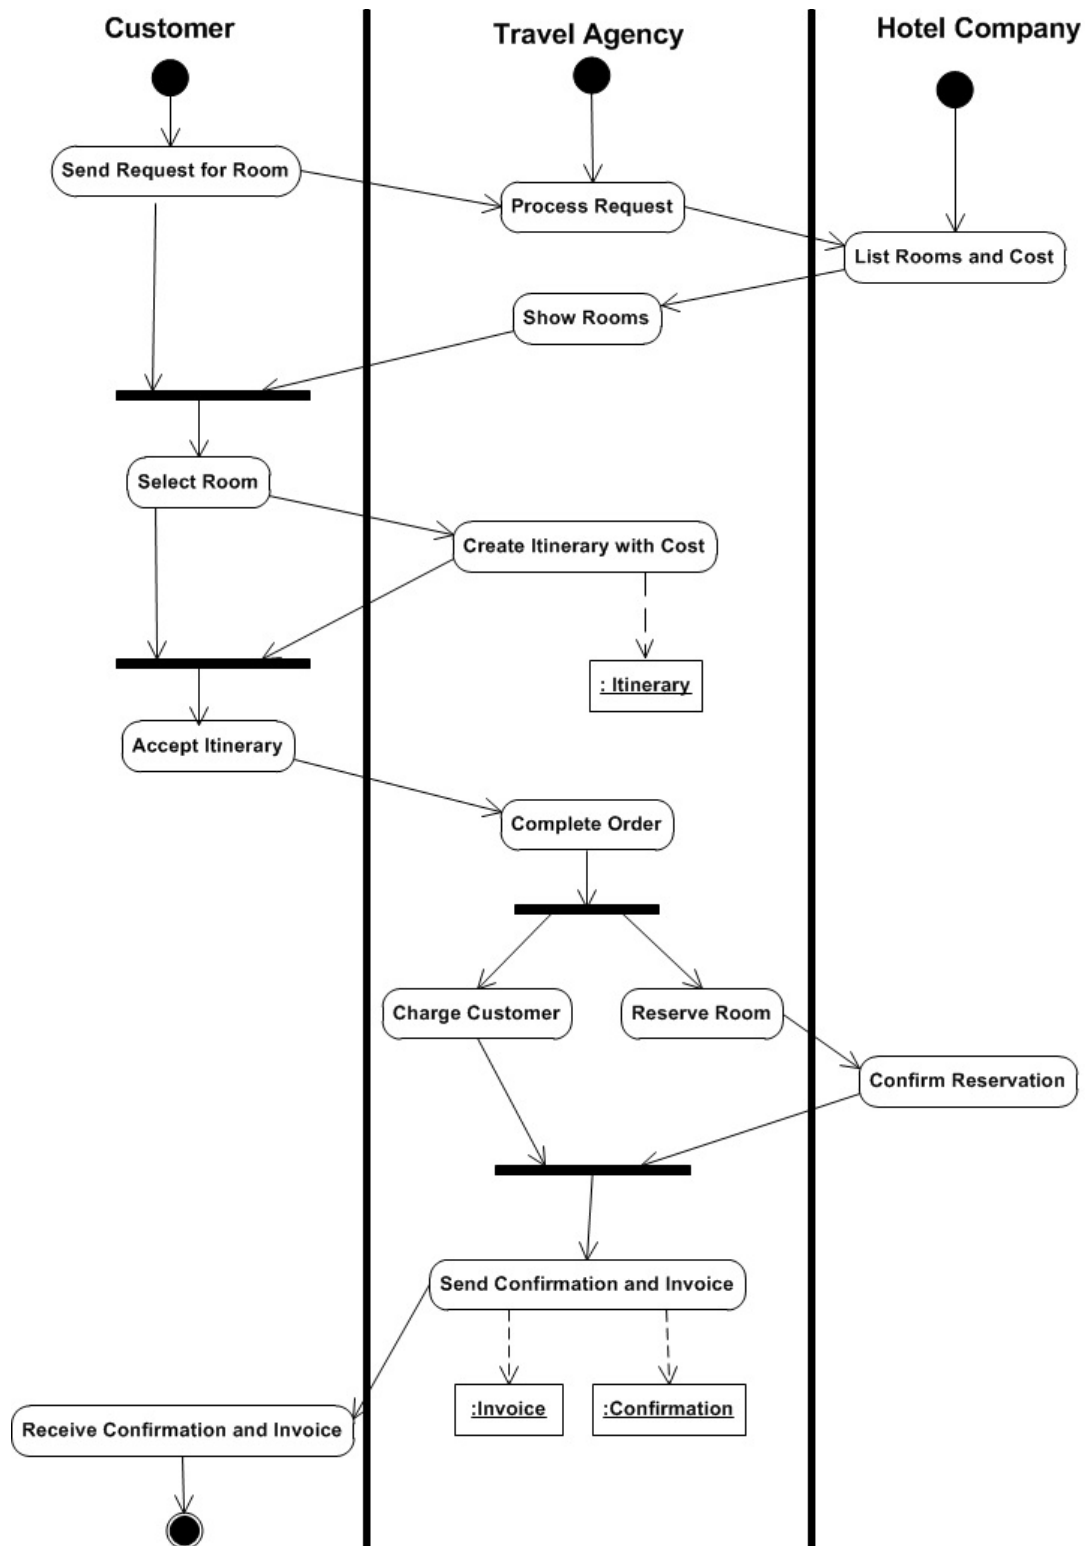 Customer
Travel Agency
Hotel Company
Send Request for Room
Process Request
List Rooms and Cost
Show Rooms
Select Room
Create Itinerary with Cost
: Itinerary
Accept Itinerary
Complete Order
Charge Customer
Reserve Room
Confirm Reservation
Send Confirmation and Invoice
:Invoice
:Confirmation
Receive Confirmation and Invoice